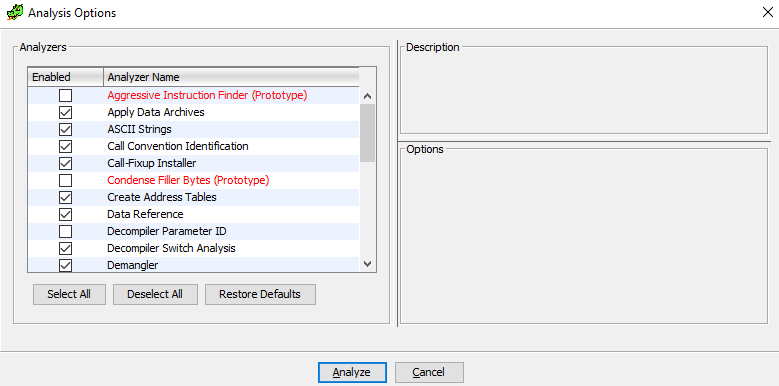 Analysis Options
Analyzers
Enabled Analyzer Name
Aggressive Instruction Finder (Prototype)
Apply Data Archives
ASCII Strings
Call Convention Identification
Call-Fixup Installer
Condense Filler Bytes (Prototype)
Create Address Tables
Data Reference
Decompiler Parameter ID
Decompiler Switch Analysis
Demangler
Select All Deselect All Restore Defaults
Description
Options
Analyze Cancel